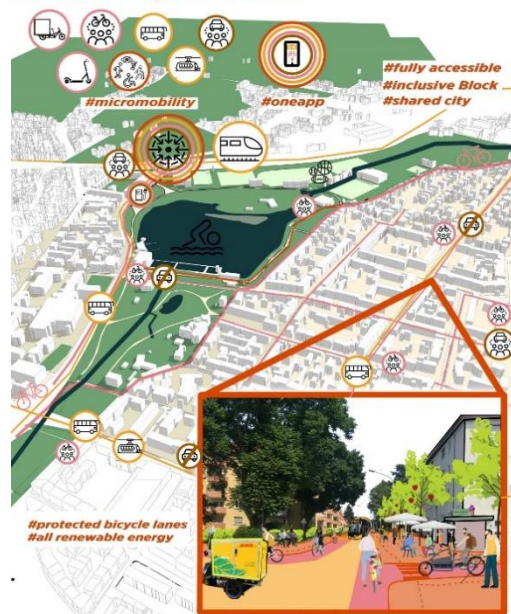 #fully accessible
#micromobility
#oneapp
#inclusive Block ...
#shared city
#protected bicycle lanes
#all renewable energy